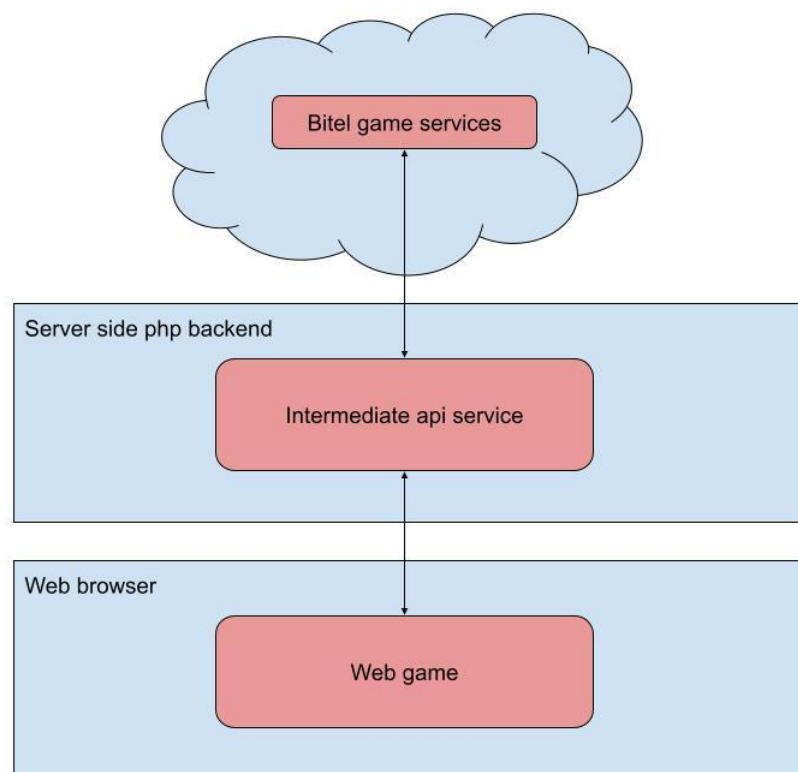 Bitel game services
Server side php backend
Intermediate api service
Web browser
Web game